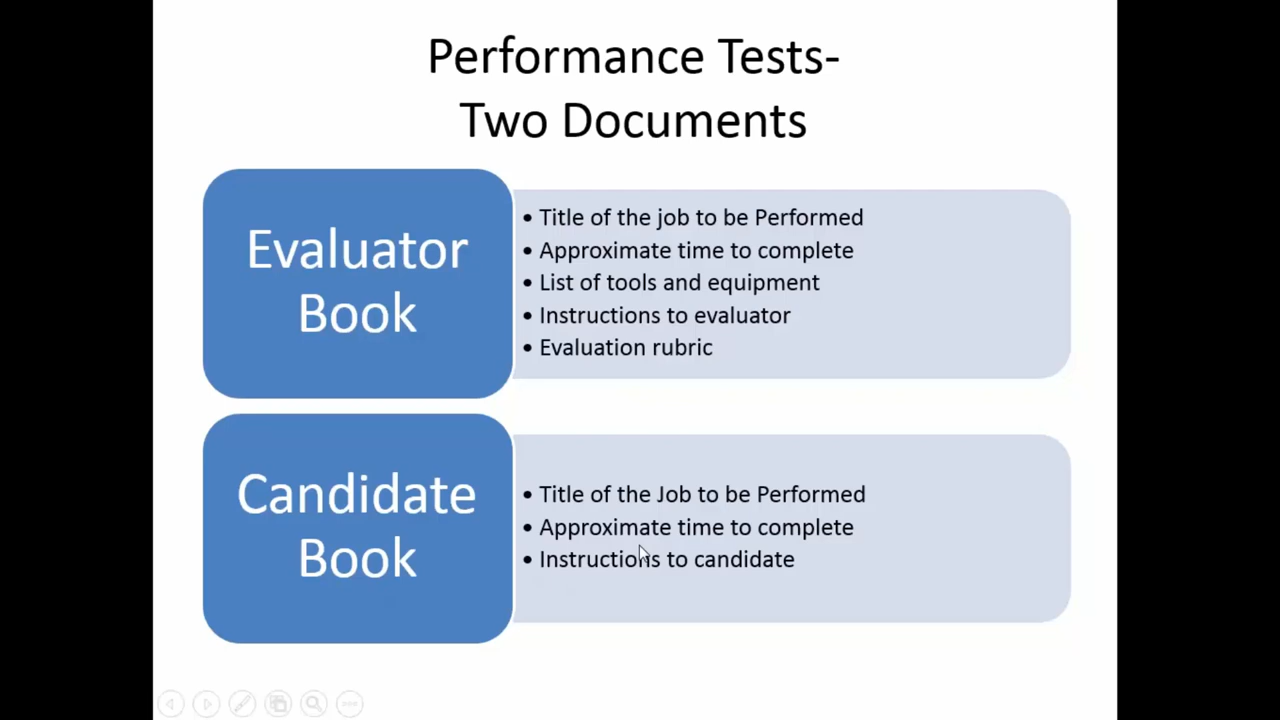 Performance Tests-
Two Documents
Evaluator
Book
• Title of the job to be Performed
• Approximate time to complete
• List of tools and equipment
• Instructions to evaluator
• Evaluation rubric
Candidate
Book
• Title of the Job to be Performed
• Approximate time to complete
• Instructions to candidate